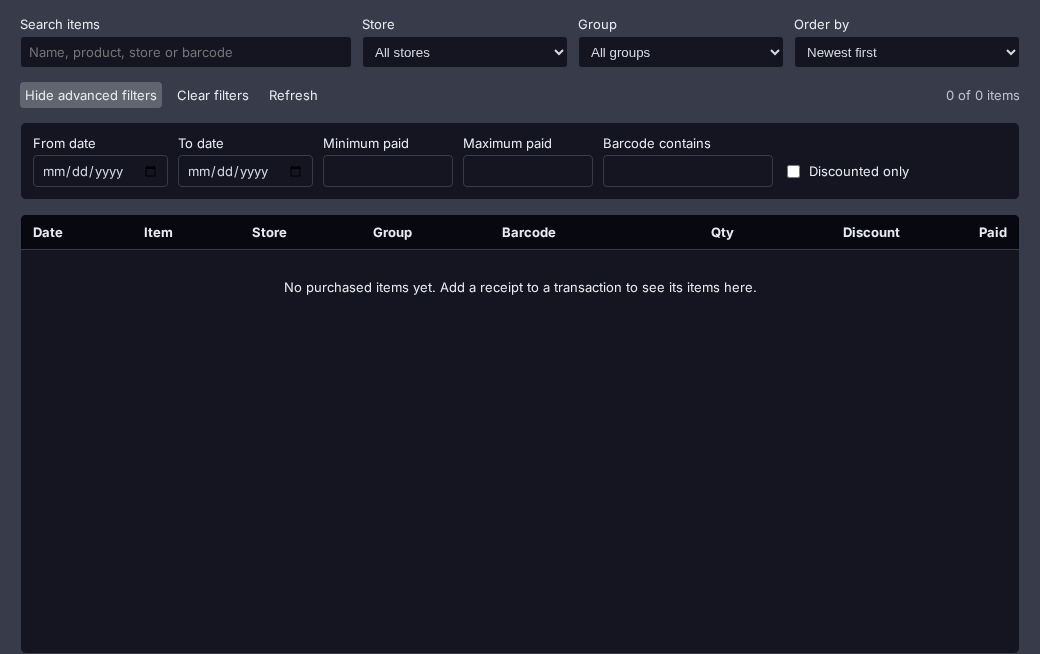 Search items Store Group Order by
Name, product, store or barcode All stores All groups Newest first
Hide advanced filters Clear filters Refresh 0 of 0 items
From date To date Minimum paid Maximum paid Barcode contains
mm/dd/yyyy mm/dd/yyyy Discounted only
Date Item Store Group Barcode Qty Discount Paid
No purchased items yet. Add a receipt to a transaction to see its items here.